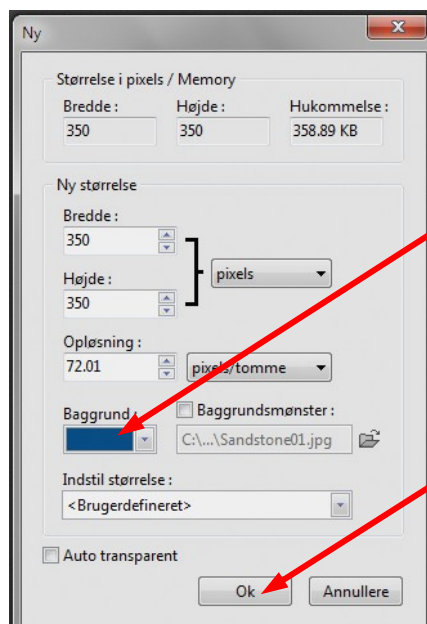 Ny
Størrelse i pixels / Memory
Bredde : Højde : Hukommelse :
350 350 358.89 KB
Ny størrelse
Bredde :
350
pixels
Højde :
350
Opløsning :
72.01 pixels/tomme
Baggrund : Baggrundsmønster :
C:\...\Sandstone01.jpg
Indstil størrelse :
<Brugerdefineret>
Auto transparent
Ok Annullere